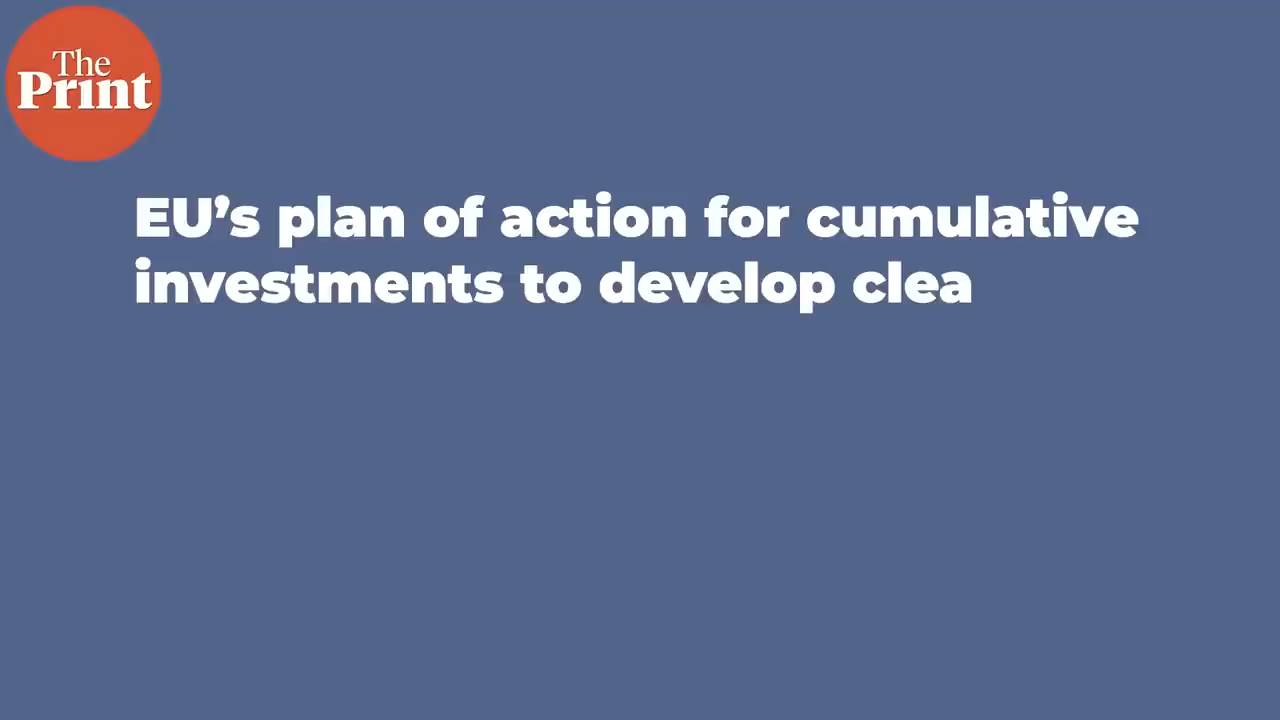 The
Print
EU’s plan of action for cumulative
investments to develop clea